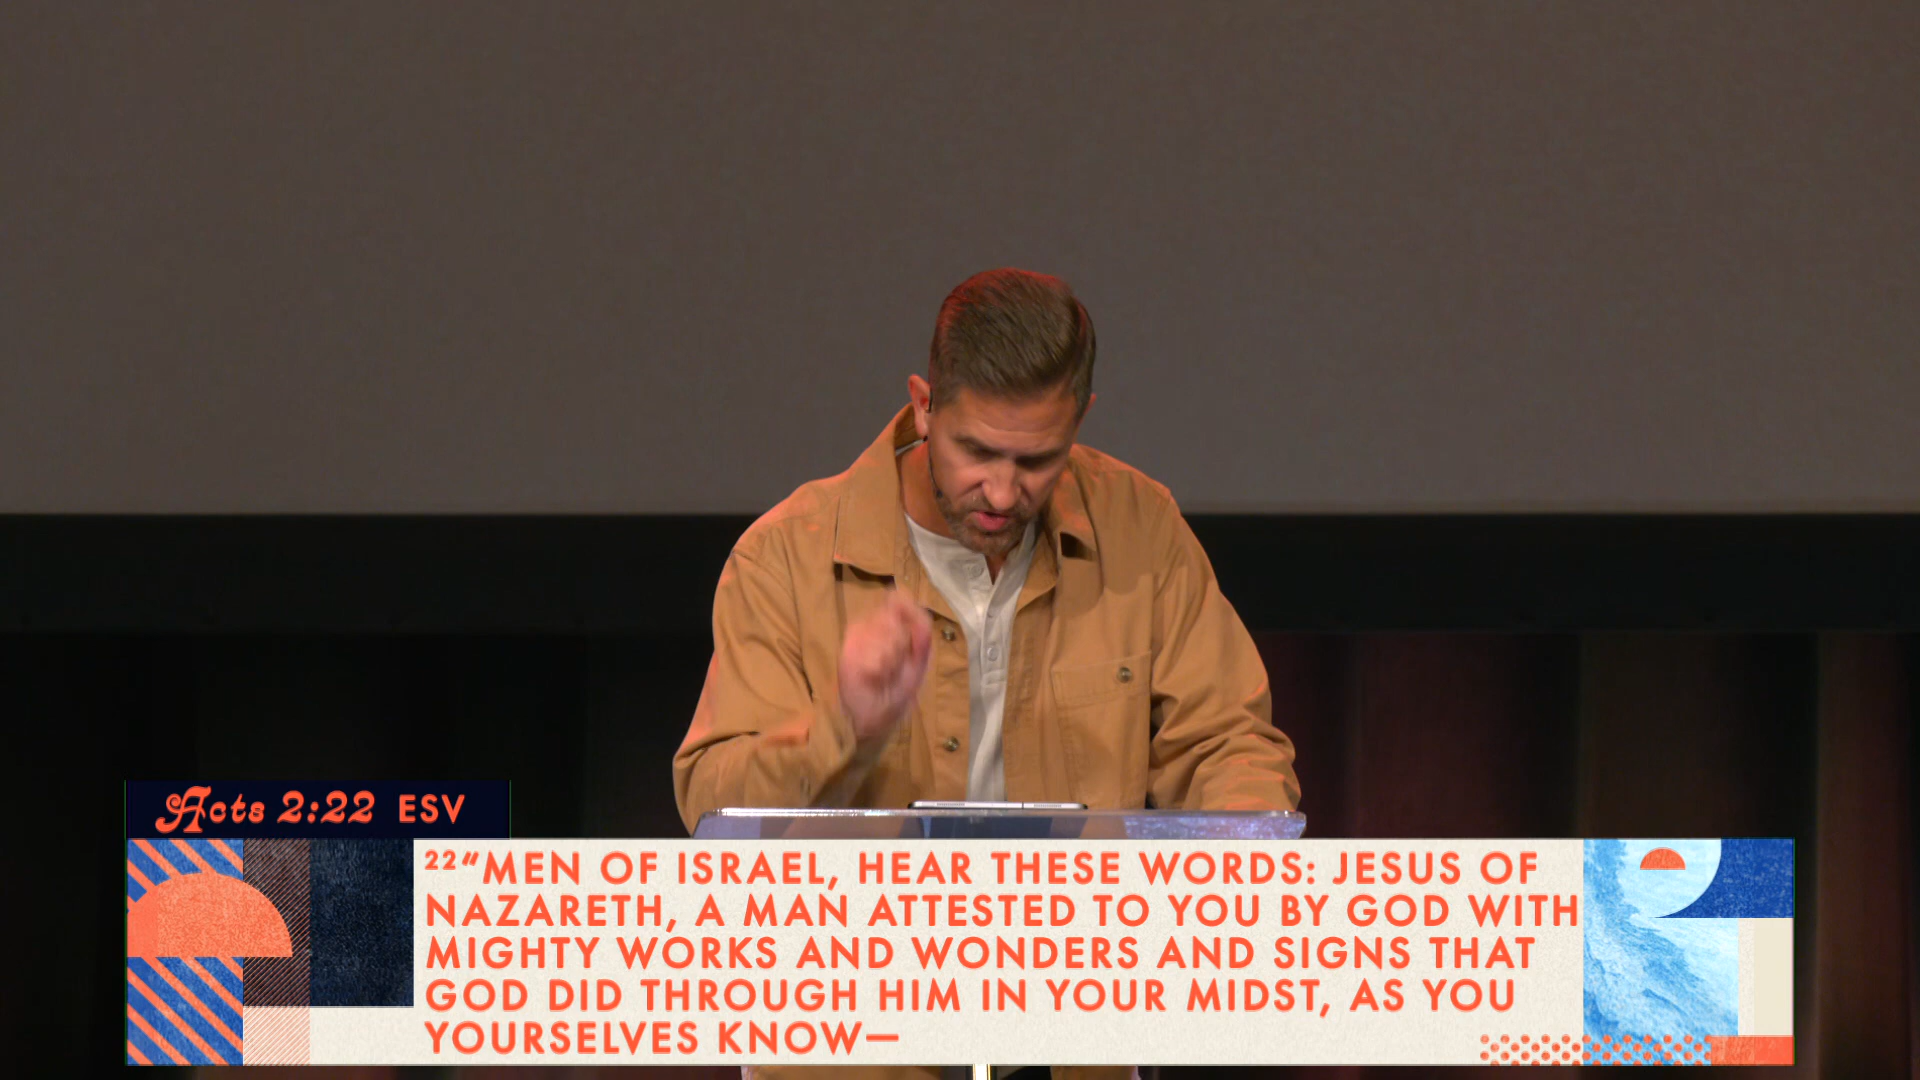 Acts 2:22 ESV
22“MEN OF ISRAEL, HEAR THESE WORDS: JESUS OF
NAZARETH, A MAN ATTESTED TO YOU BY GOD WITH
MIGHTY WORKS AND WONDERS AND SIGNS THAT
GOD DID THROUGH HIM IN YOUR MIDST, AS YOU
YOURSELVES KNOW—